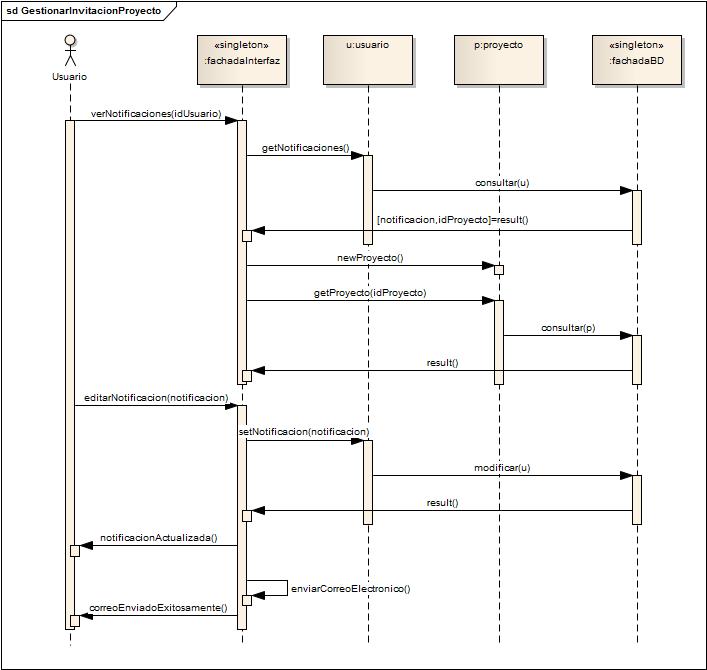 sd GestionarInvitacionProyecto
Usuario
«singleton»
:fachadaInterfaz
u:usuario
p:proyecto
«singleton»
:fachadaBD
verNotificaciones(idUsuario)
getNotificaciones()
consultar(u)
[notificacion,idProyecto]=result()
newProyecto()
getProyecto(idProyecto)
consultar(p)
result()
editarNotificacion(notificacion)
setNotificacion(notificacion)
modificar(u)
result()
notificacionActualizada()
enviarCorreoElectronico()
correoEnviadoExitosamente()